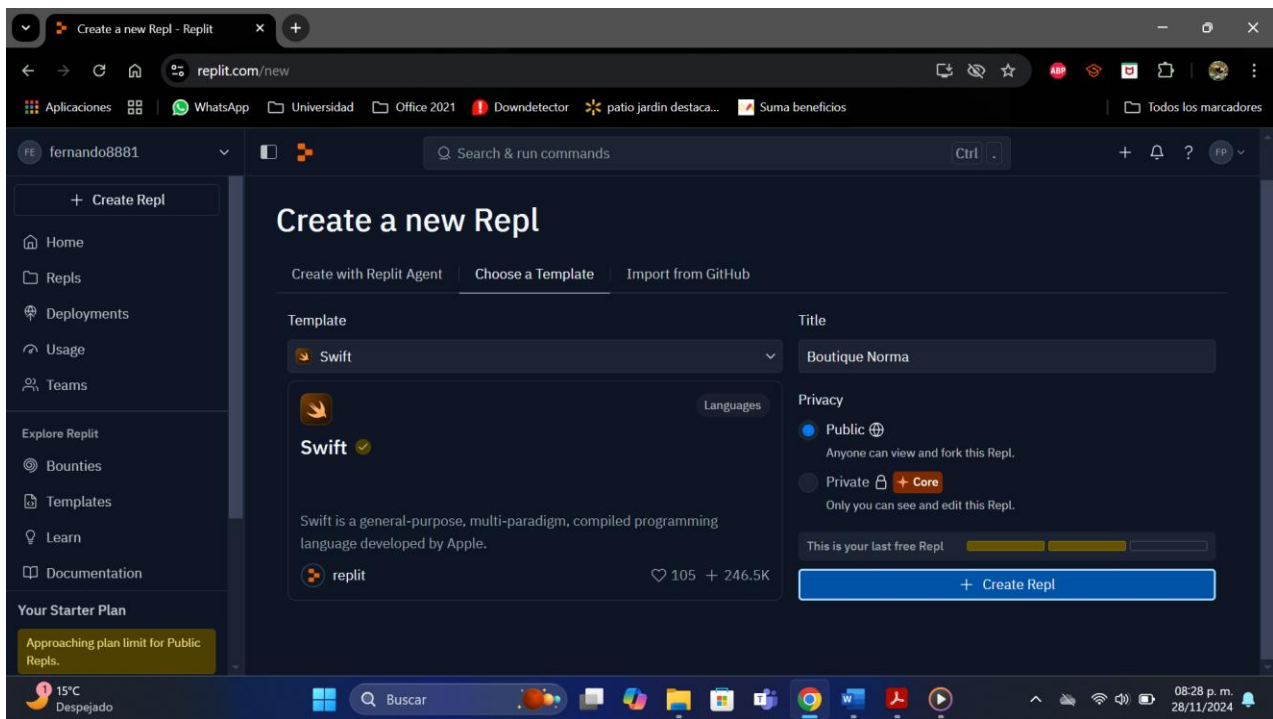 Create a new Repl - Replit
replit.com/new
ABP
Aplicaciones
WhatsApp
Universidad
Office 2021
Downdetector
patio jardin destaca...
Suma beneficios
Todos los marcadores
FE fernando8881
Search & run commands
Ctrl .
? FP
+ Create Repl
Home
Repls
Deployments
Usage
Teams
Explore Replit
Bounties
Templates
Learn
Documentation
Your Starter Plan
Approaching plan limit for Public
Repls.
Create a new Repl
Create with Replit Agent
Choose a Template
Import from GitHub
Template
Swift
Languages
Swift
Swift is a general-purpose, multi-paradigm, compiled programming
language developed by Apple.
replit
105 + 246.5K
Title
Boutique Norma
Privacy
Public
Anyone can view and fork this Repl.
Private + Core
Only you can see and edit this Repl.
This is your last free Repl
+ Create Repl
1
15°C
Despejado
Buscar
08:28 p. m.
28/11/2024